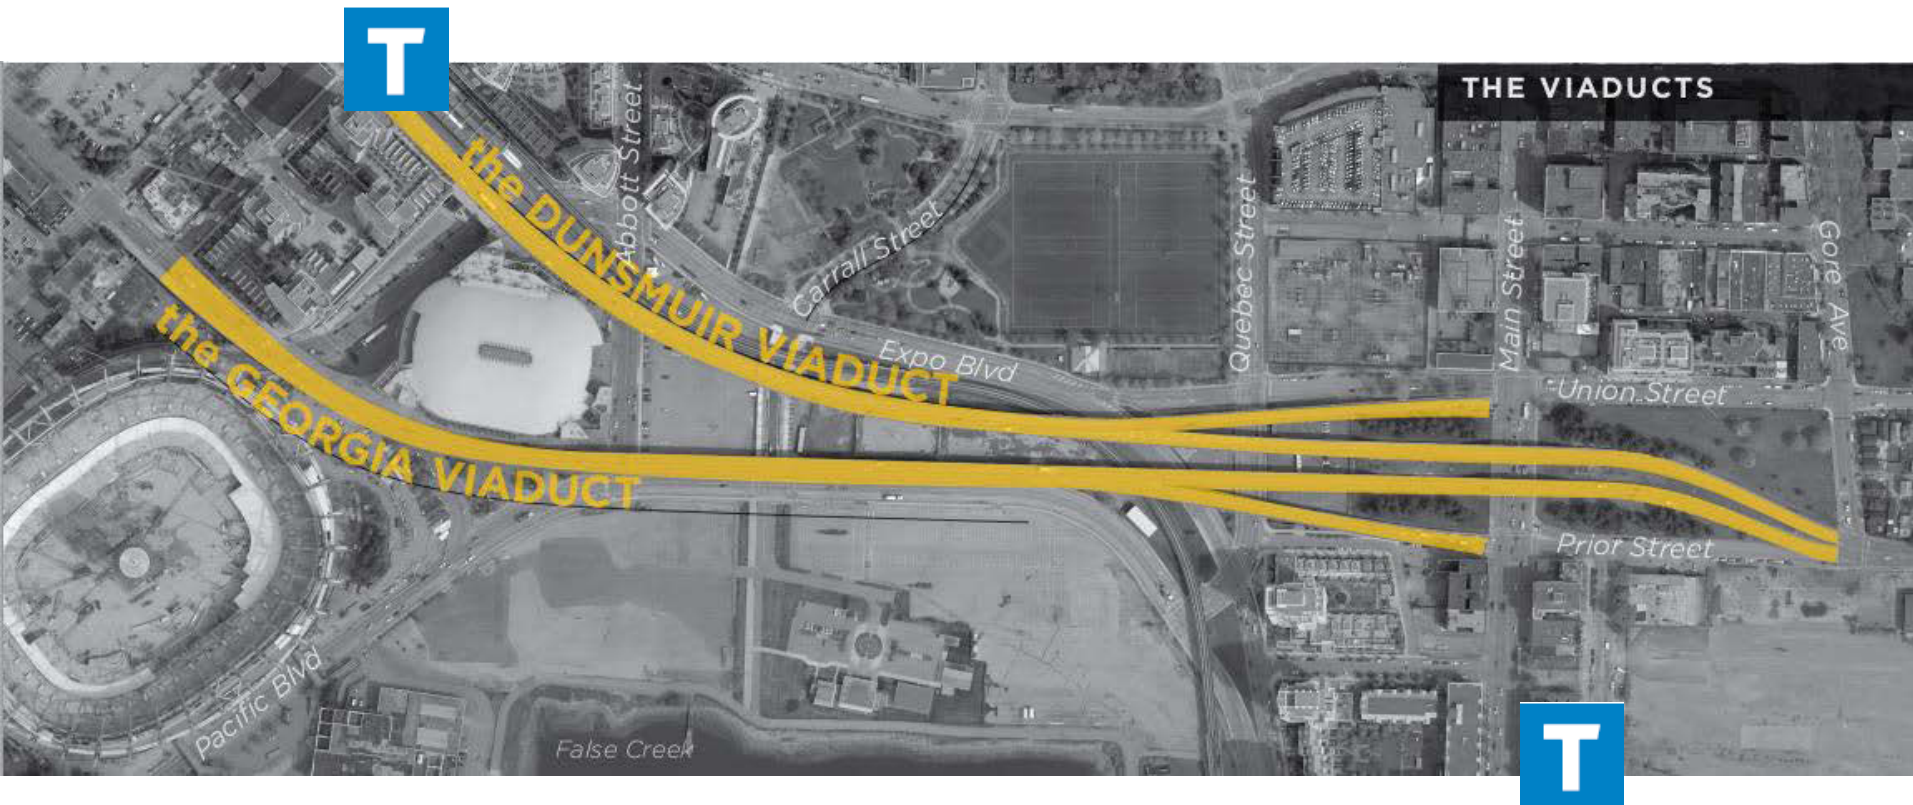 T
THE VIADUCTS
the DUNSMUIR VIADUCT
Abbott Street
Carrall Street
Quebec Street
Main Street
Gore Ave
the GEORGIA VIADUCT
Expo Blvd
Union Street
Prior Street
Pacific Blvd
False Creek
T